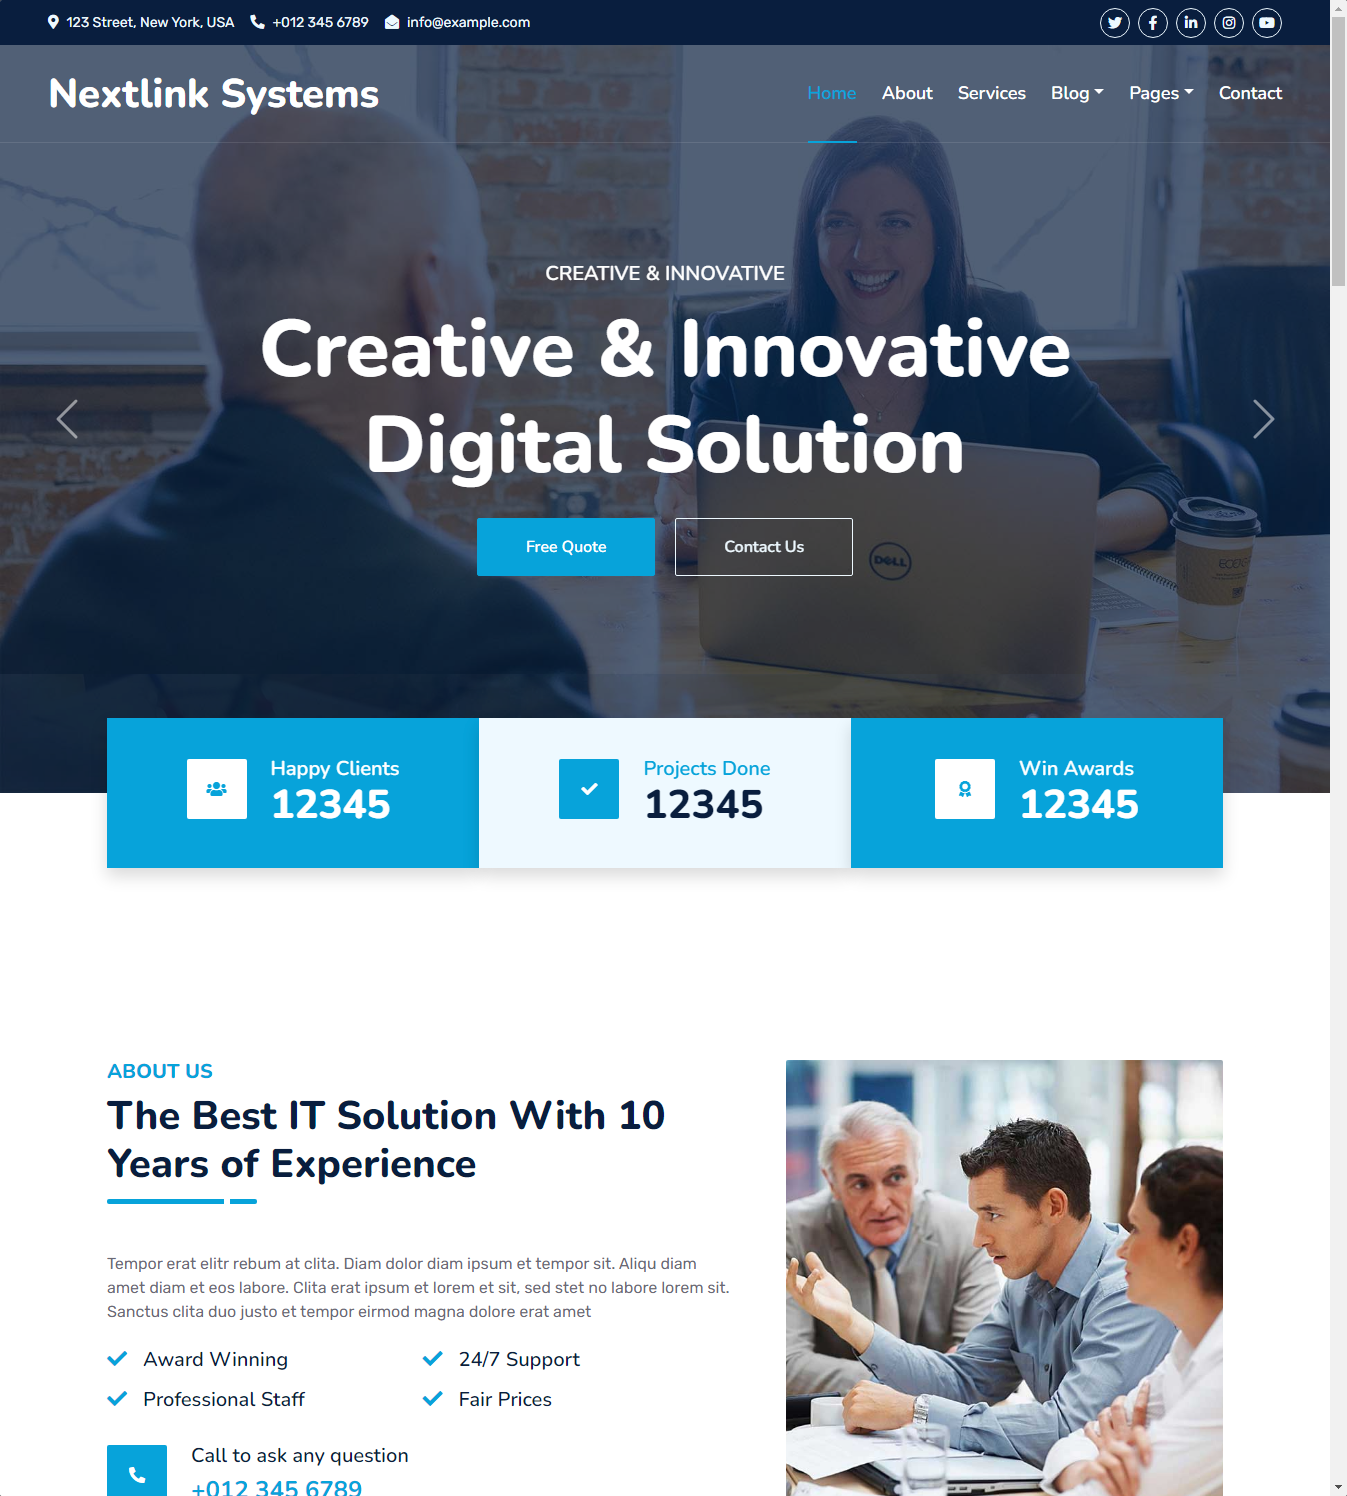 123 Street, New York, USA +012 345 6789 info@example.com
Nextlink Systems
Home About Services Blog Pages Contact
CREATIVE & INNOVATIVE
Creative & Innovative
Digital Solution
Free Quote Contact Us
DELL
Happy Clients
12345
Projects Done
12345
Win Awards
12345
ABOUT US
The Best IT Solution With 10
Years of Experience
Tempor erat elitr rebum at clita. Diam dolor diam ipsum et tempor sit. Aliqu diam
amet diam et eos labore. Clita erat ipsum et lorem et sit, sed stet no labore lorem sit.
Sanctus clita duo justo et tempor eirmod magna dolore erat amet
Award Winning 24/7 Support
Professional Staff Fair Prices
Call to ask any question
+012 345 6789